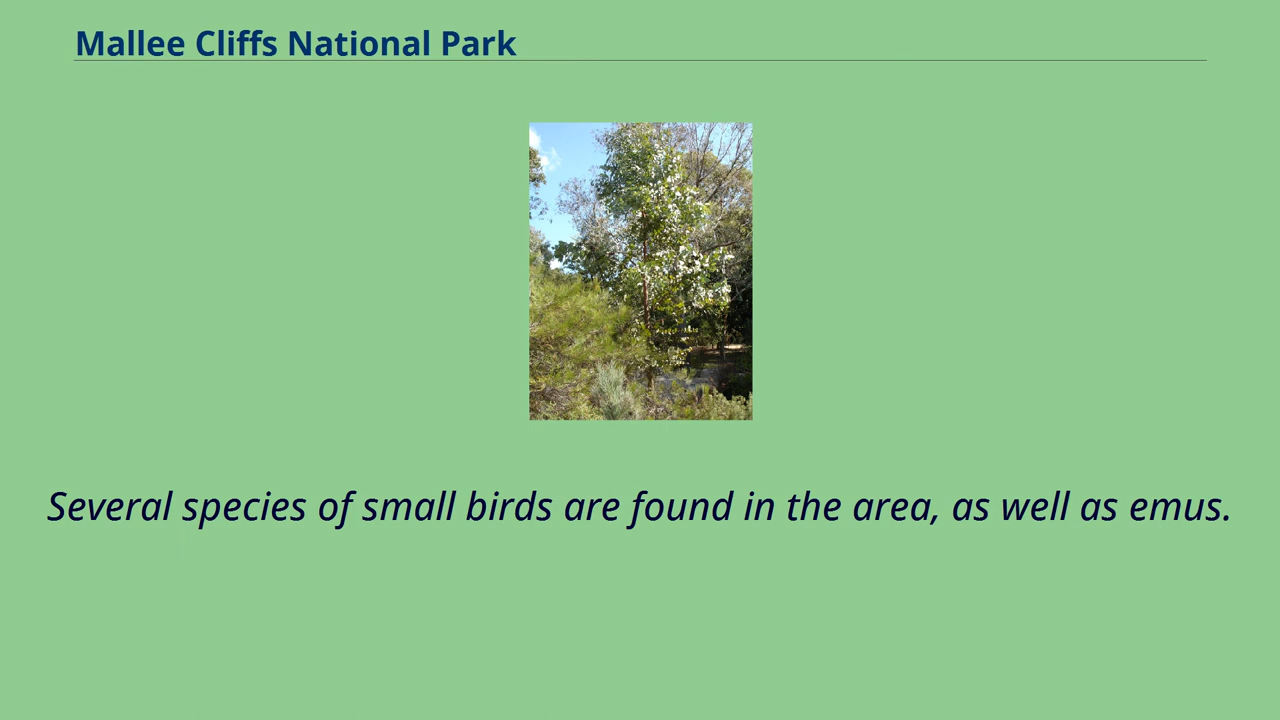 Mallee Cliffs National Park
Several species of small birds are found in the area, as well as emus.